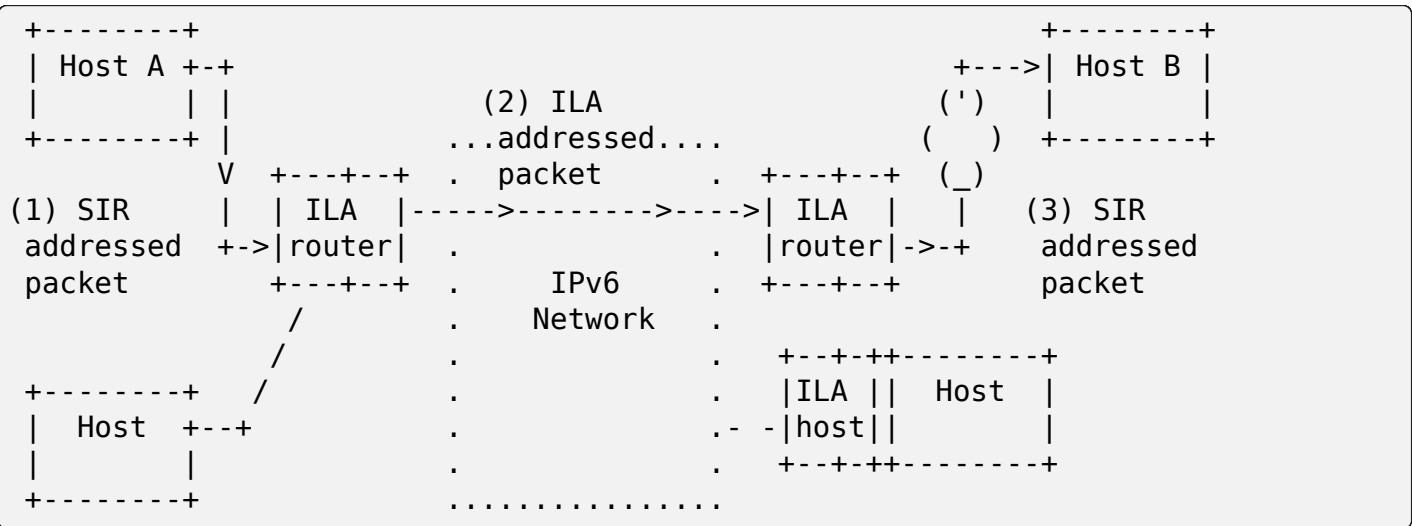 +--------+                                                  +--------+
| Host A +-+                                           +--->| Host B |
|        | |              (2) ILA                     (')   |        |
+--------+ |            ...addressed....             (   )  +--------+
           V  +---+--+  .  packet      .  +---+--+  (_)
(1) SIR    |  | ILA  |----->-------->---->| ILA  |   |   (3) SIR
addressed  +->|router|  .              .  |router|->-+    addressed
packet        +---+--+  .     IPv6     .  +---+--+        packet
               /        .    Network   .
              /         .              .   +--+-++--------+
+--------+   /          .              .   |ILA ||  Host  |
|  Host  +--+           .              .- -|host||        |
|        |              .              .   +--+-++--------+
+--------+              ................